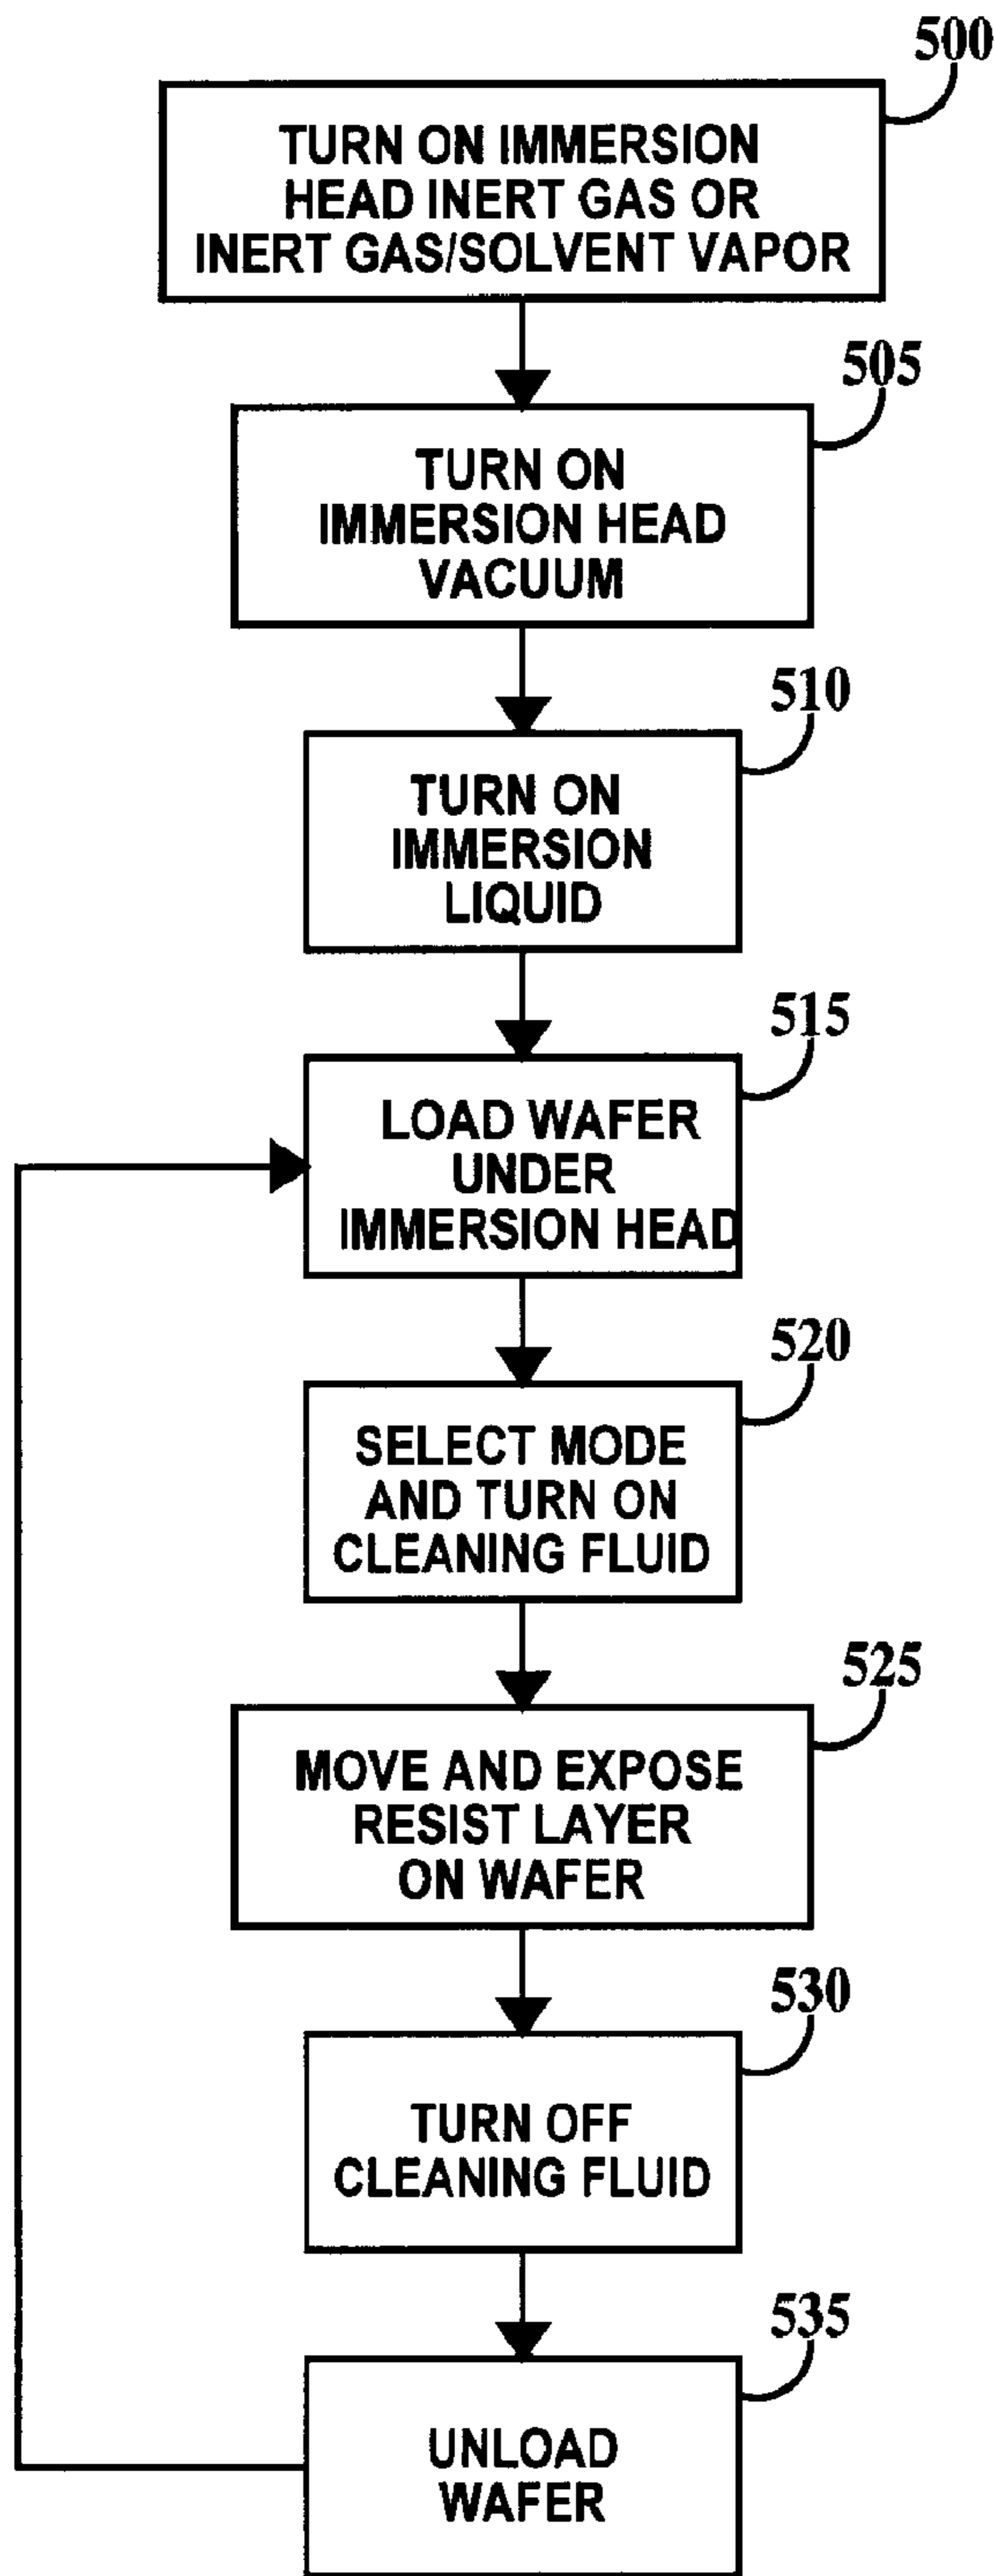 500
TURN ON IMMERSION
HEAD INERT GAS OR
INERT GAS/SOLVENT VAPOR
505
TURN ON
IMMERSION HEAD
VACUUM
510
TURN ON
IMMERSION
LIQUID
515
LOAD WAFER
UNDER
IMMERSION HEAD
520
SELECT MODE
AND TURN ON
CLEANING FLUID
525
MOVE AND EXPOSE
RESIST LAYER
ON WAFER
530
TURN OFF
CLEANING FLUID
535
UNLOAD
WAFER